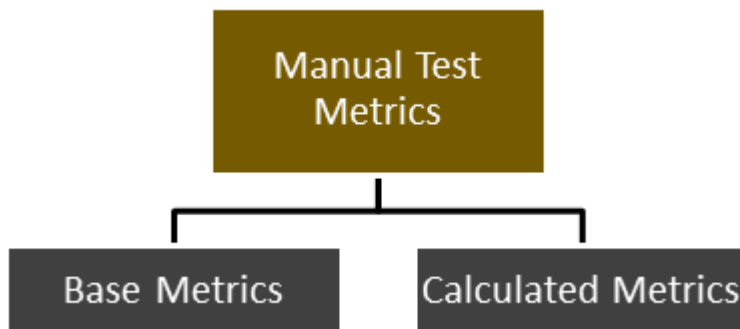 Manual Test
Metrics
Base Metrics
Calculated Metrics